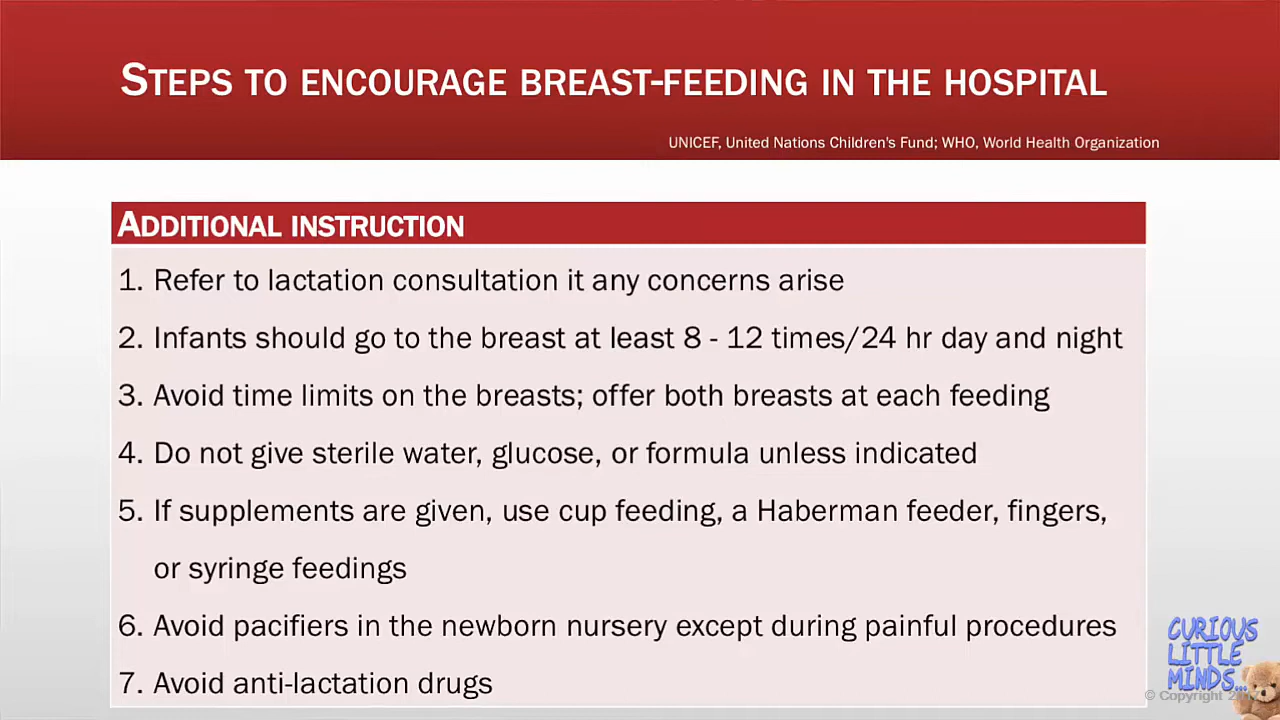 STEPS TO ENCOURAGE BREAST-FEEDING IN THE HOSPITAL
UNICEF, United Nations Children's Fund; WHO, World Health Organization
ADDITIONAL INSTRUCTION
1. Refer to lactation consultation it any concerns arise
2. Infants should go to the breast at least 8 - 12 times/24 hr day and night
3. Avoid time limits on the breasts; offer both breasts at each feeding
4. Do not give sterile water, glucose, or formula unless indicated
5. If supplements are given, use cup feeding, a Haberman feeder, fingers,
or syringe feedings
6. Avoid pacifiers in the newborn nursery except during painful procedures
7. Avoid anti-lactation drugs
CURIOUS
LITTLE
MINDS...
© Copyright